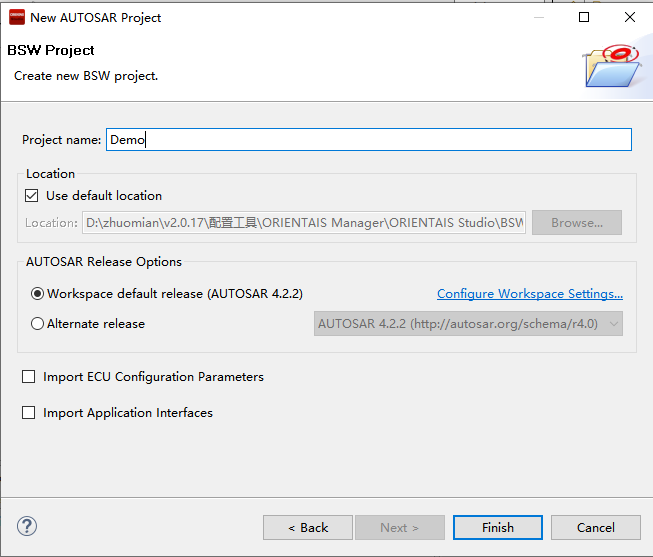 New AUTOSAR Project
BSW Project
Create new BSW project.
Project name: Demo
Location
Use default location
Location: D:\zhuomian\v2.0.17\配置工具\ORIENTAIS Manager\ORIENTAIS Studio\BSW Browse...
AUTOSAR Release Options
Workspace default release (AUTOSAR 4.2.2) Configure Workspace Settings...
Alternate release AUTOSAR 4.2.2 (http://autosar.org/schema/r4.0)
Import ECU Configuration Parameters
Import Application Interfaces
? < Back Next > Finish Cancel